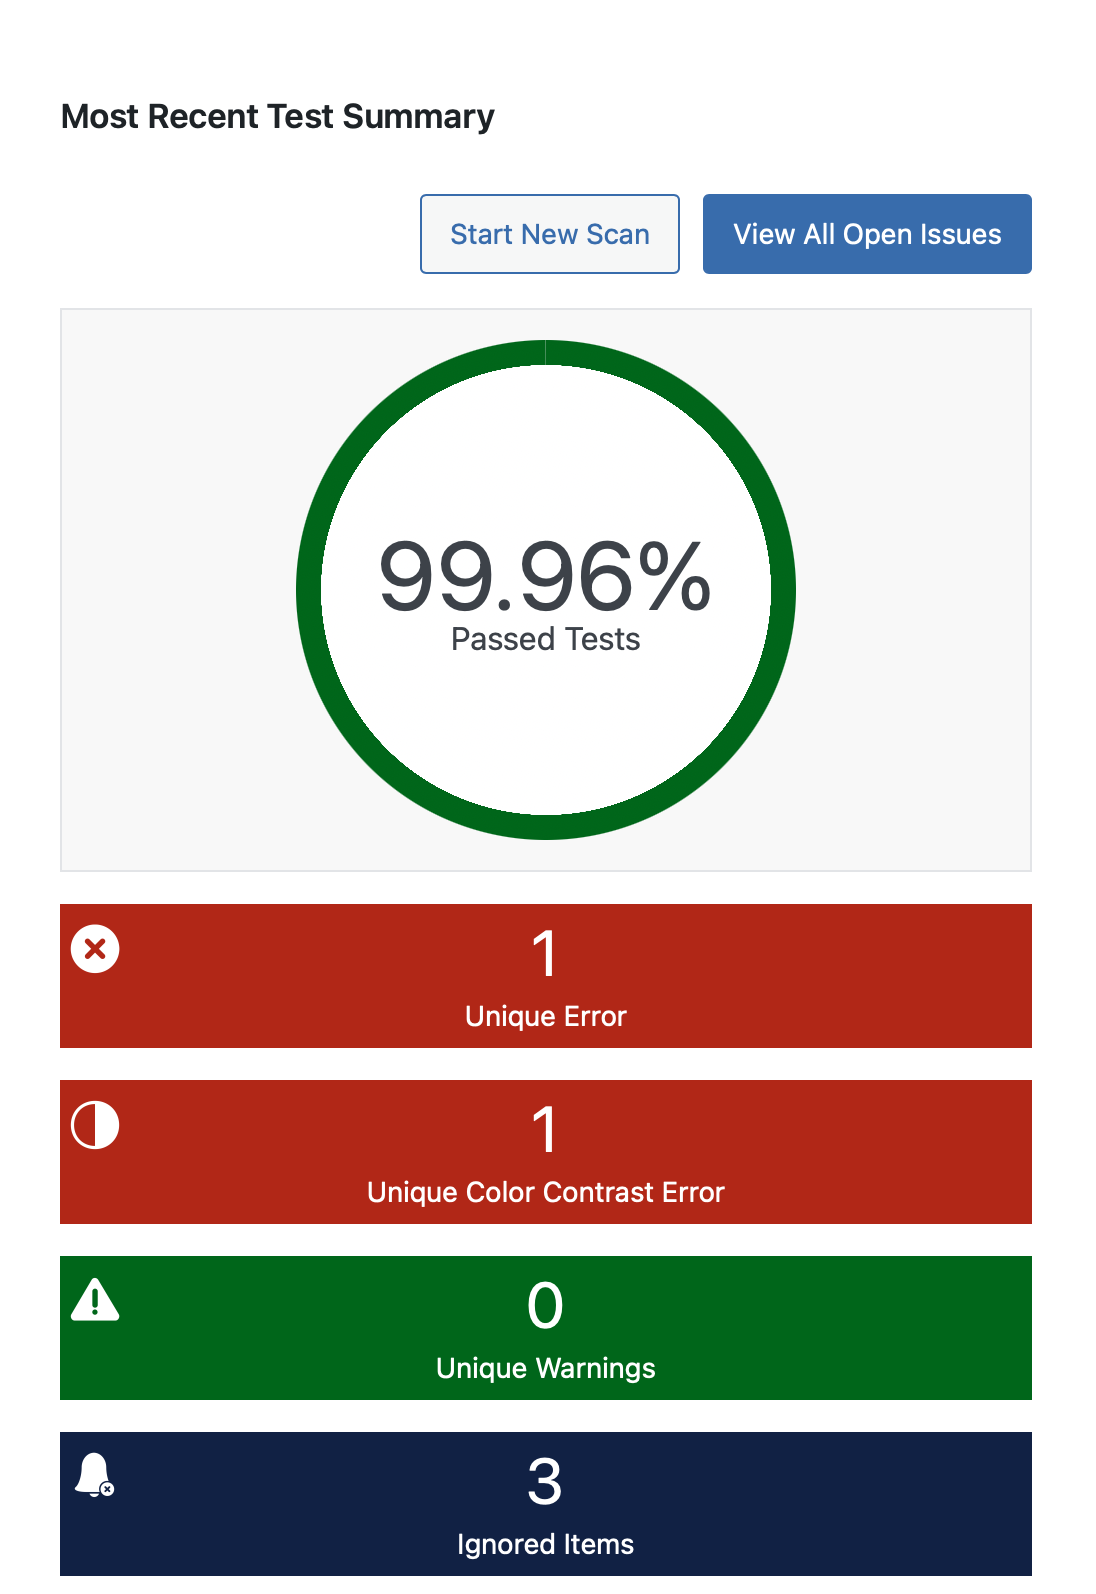 Most Recent Test Summary
Start New Scan
View All Open Issues
99.96%
Passed Tests
1
Unique Error
1
Unique Color Contrast Error
0
Unique Warnings
3
Ignored Items